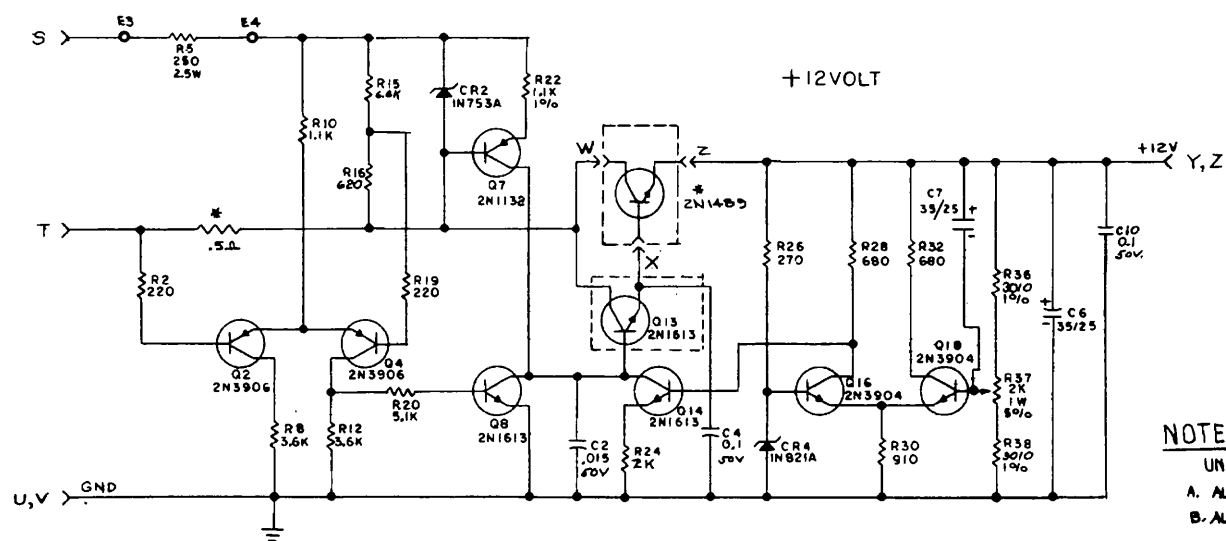 +12VOLT
S
E3
E4
R5
250
2.5W
R10
1.1K
R15
6.8K
R16
620
CR2
1N753A
R22
1.1K
1%
Q7
2N1132
W
Z
*
2N1485
X
+12V
Y, Z
T
*
.5Ω
R2
220
R19
220
Q2
2N3906
Q4
2N3906
R8
3.6K
R12
3.6K
R20
5.1K
Q8
2N1613
Q13
2N1613
Q14
2N1613
C2
.015
50V
R24
2K
C4
0.1
50V
R26
270
R28
680
R32
680
C7
35/25
+
-
R36
3010
1%
C6
35/25
+
-
C10
0.1
50V.
Q16
2N3904
Q18
2N3904
R37
2K
1W
5%
CR4
1N821A
R30
910
R38
3010
1%
U, V
GND
NOTE
UN
A. AL
B. AL